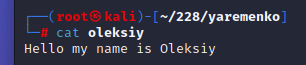 ┌──(root㉿kali)-[~/228/yaremenko]
└─# cat oleksiy
Hello my name is Oleksiy